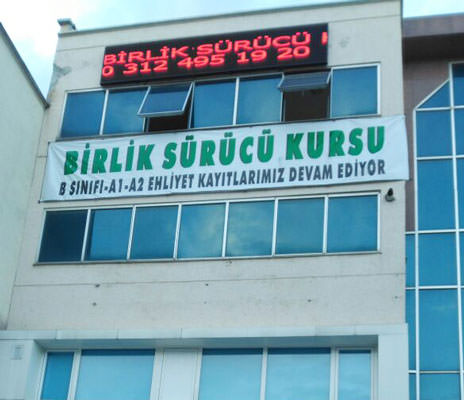 BİRLİK SÜRÜCÜ K
0 312 495 19 20
BİRLİK SÜRÜCÜ KURSU
B SINIFI-A1-A2 EHLİYET KAYITLARIMIZ DEVAM EDİYOR